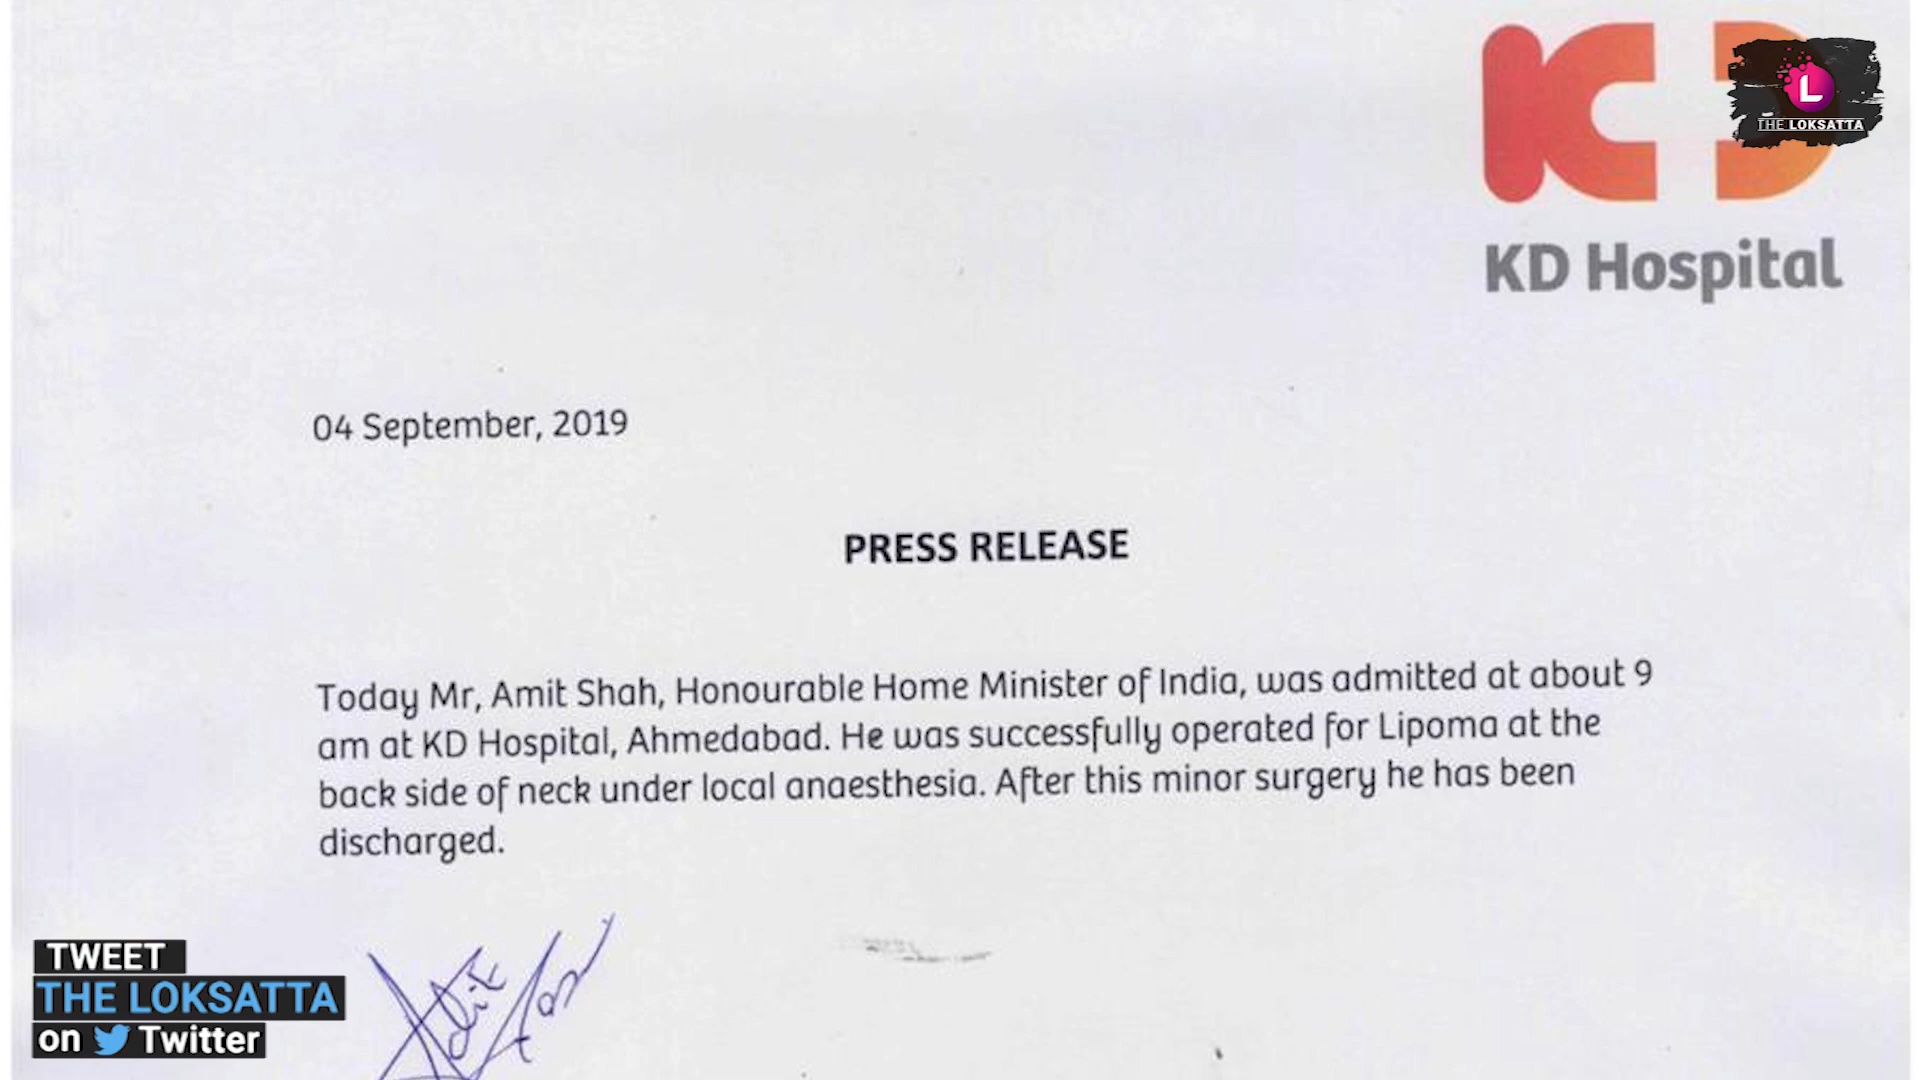 KD
L
THE LOKSATTA
KD Hospital
04 September, 2019
PRESS RELEASE
Today Mr, Amit Shah, Honourable Home Minister of India, was admitted at about 9
am at KD Hospital, Ahmedabad. He was successfully operated for Lipoma at the
back side of neck under local anaesthesia. After this minor surgery he has been
discharged.
TWEET
THE LOKSATTA
on Twitter